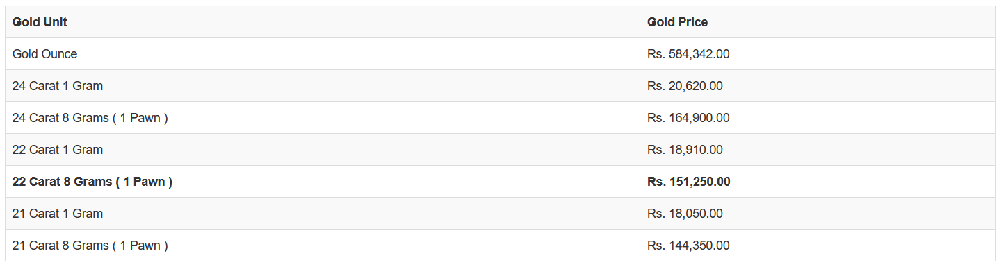 Gold Unit Gold Price
Gold Ounce Rs. 584,342.00
24 Carat 1 Gram Rs. 20,620.00
24 Carat 8 Grams ( 1 Pawn ) Rs. 164,900.00
22 Carat 1 Gram Rs. 18,910.00
22 Carat 8 Grams ( 1 Pawn ) Rs. 151,250.00
21 Carat 1 Gram Rs. 18,050.00
21 Carat 8 Grams ( 1 Pawn ) Rs. 144,350.00